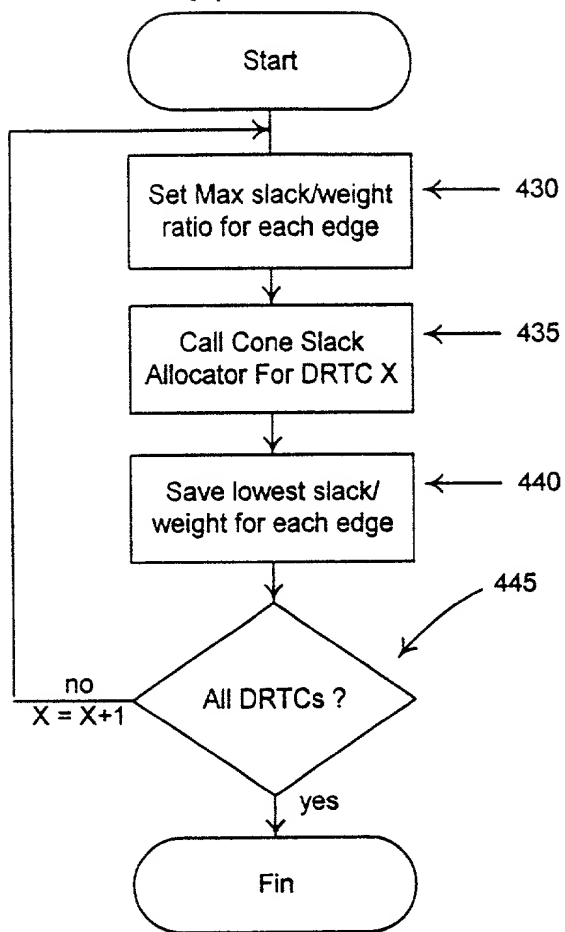 Start
Set Max slack/weight
ratio for each edge
430
Call Cone Slack
Allocator For DRTC X
435
Save lowest slack/
weight for each edge
440
445
All DRTCs ?
no
X = X+1
yes
Fin